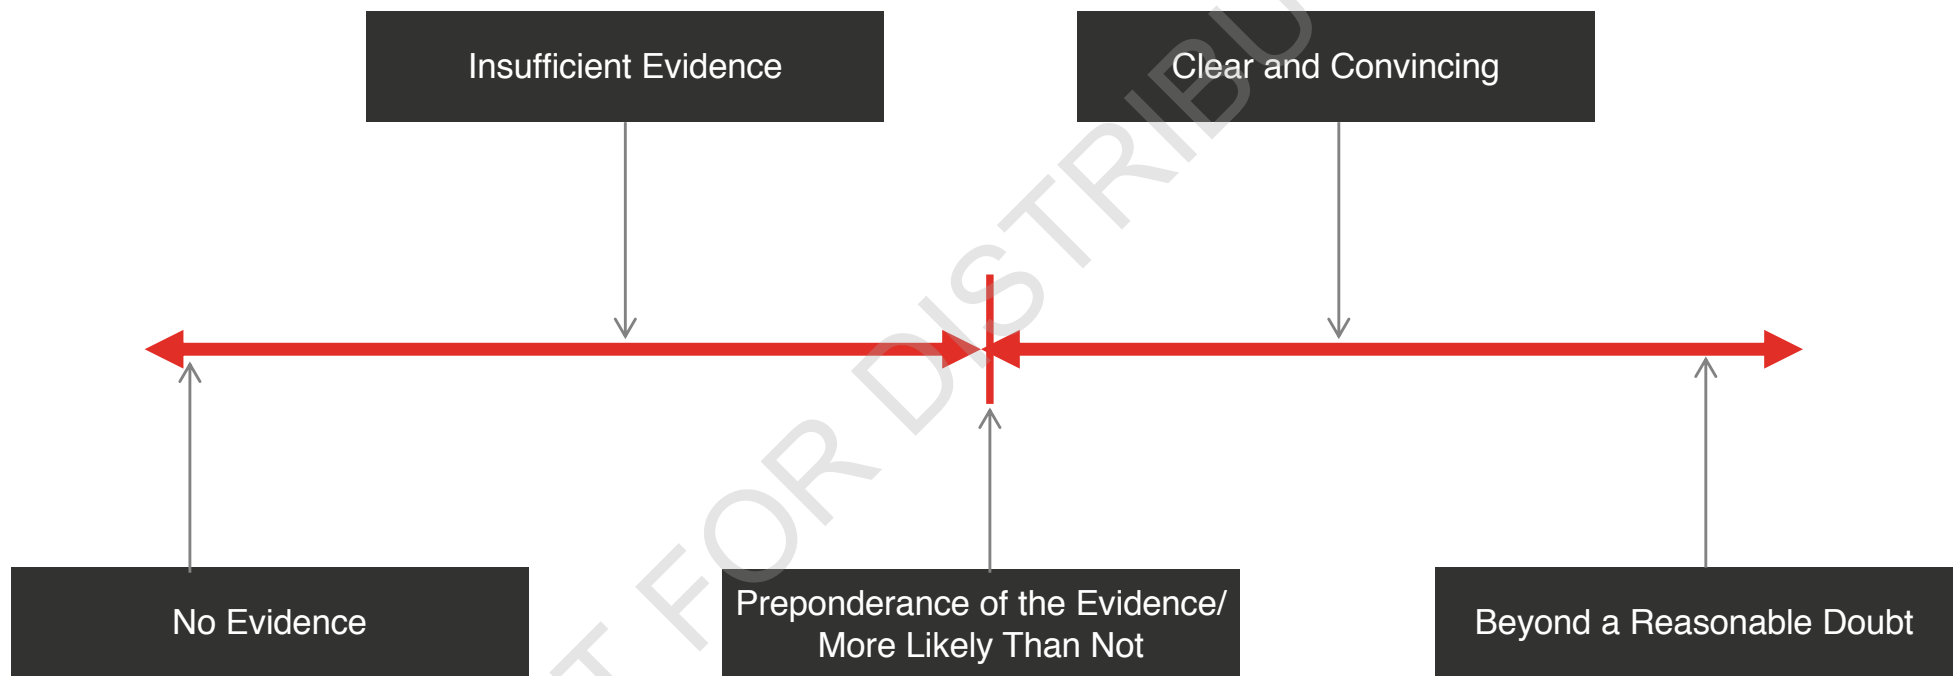 Insufficient Evidence
Clear and Convincing
No Evidence
Preponderance of the Evidence/
More Likely Than Not
Beyond a Reasonable Doubt
T FOR DISTRIBU